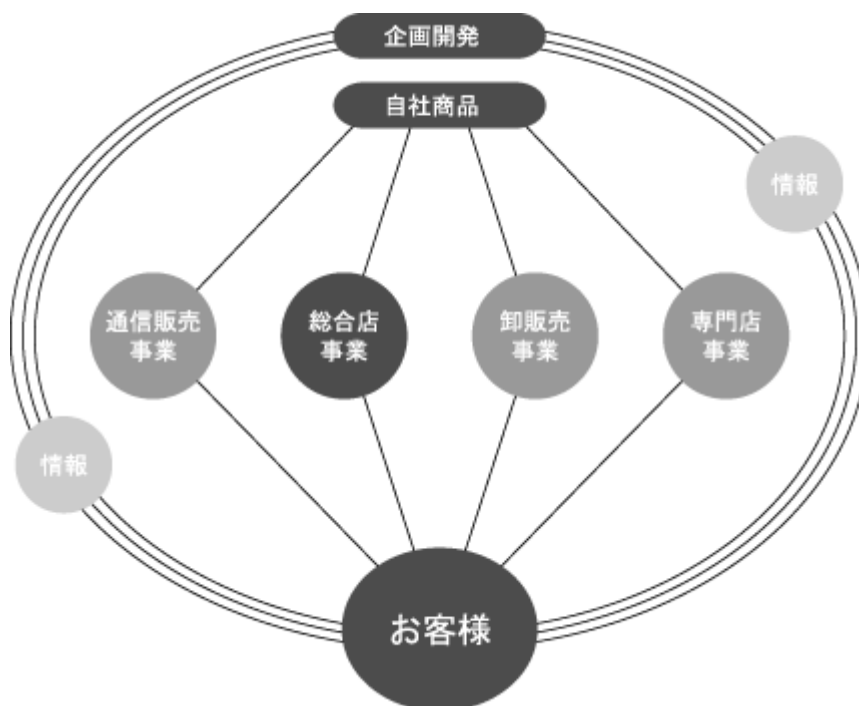 企画開発
自社商品
情報
通信販売
事業
総合店
事業
卸販売
事業
専門店
事業
情報
お客様